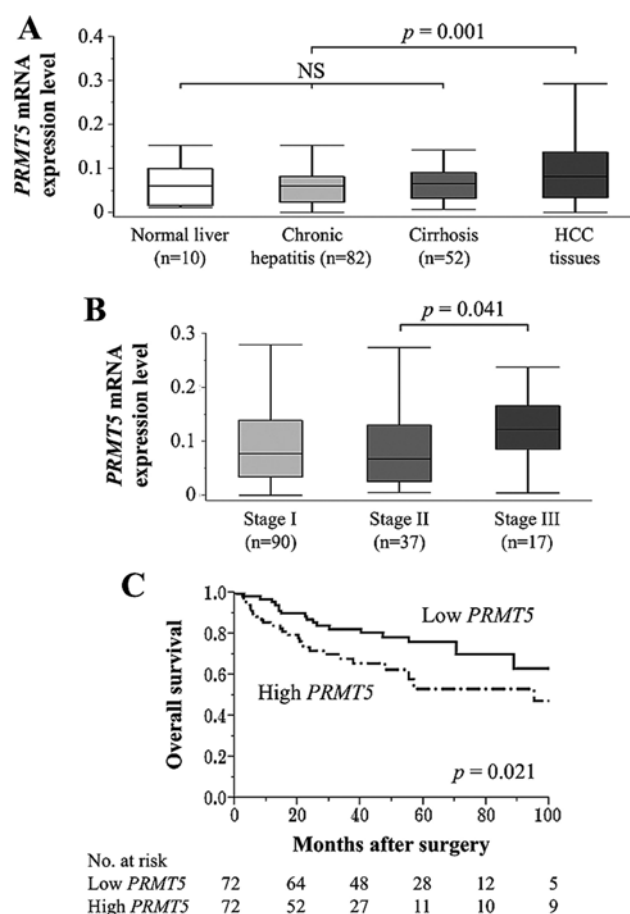 A
PRMT5 mRNA
expression level
0.4
0.3
0.2
0.1
0
p = 0.001
NS
Normal liver
(n=10)
Chronic
hepatitis (n=82)
Cirrhosis
(n=52)
HCC
tissues
B
PRMT5 mRNA
expression level
0.3
0.2
0.1
0
p = 0.041
Stage I
(n=90)
Stage II
(n=37)
Stage III
(n=17)
C
Overall survival
1.0
0.8
0.6
0.4
0.2
0.0
Low PRMT5
High PRMT5
p = 0.021
0 20 40 60 80 100
Months after surgery
No. at risk
Low PRMT5 72 64 48 28 12 5
High PRMT5 72 52 27 11 10 9